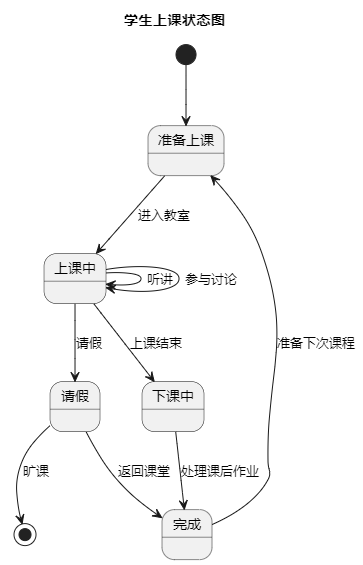 学生上课状态图
准备上课
进入教室
上课中
听讲
参与讨论
请假
上课结束
准备下次课程
请假
下课中
旷课
返回课堂
处理课后作业
完成